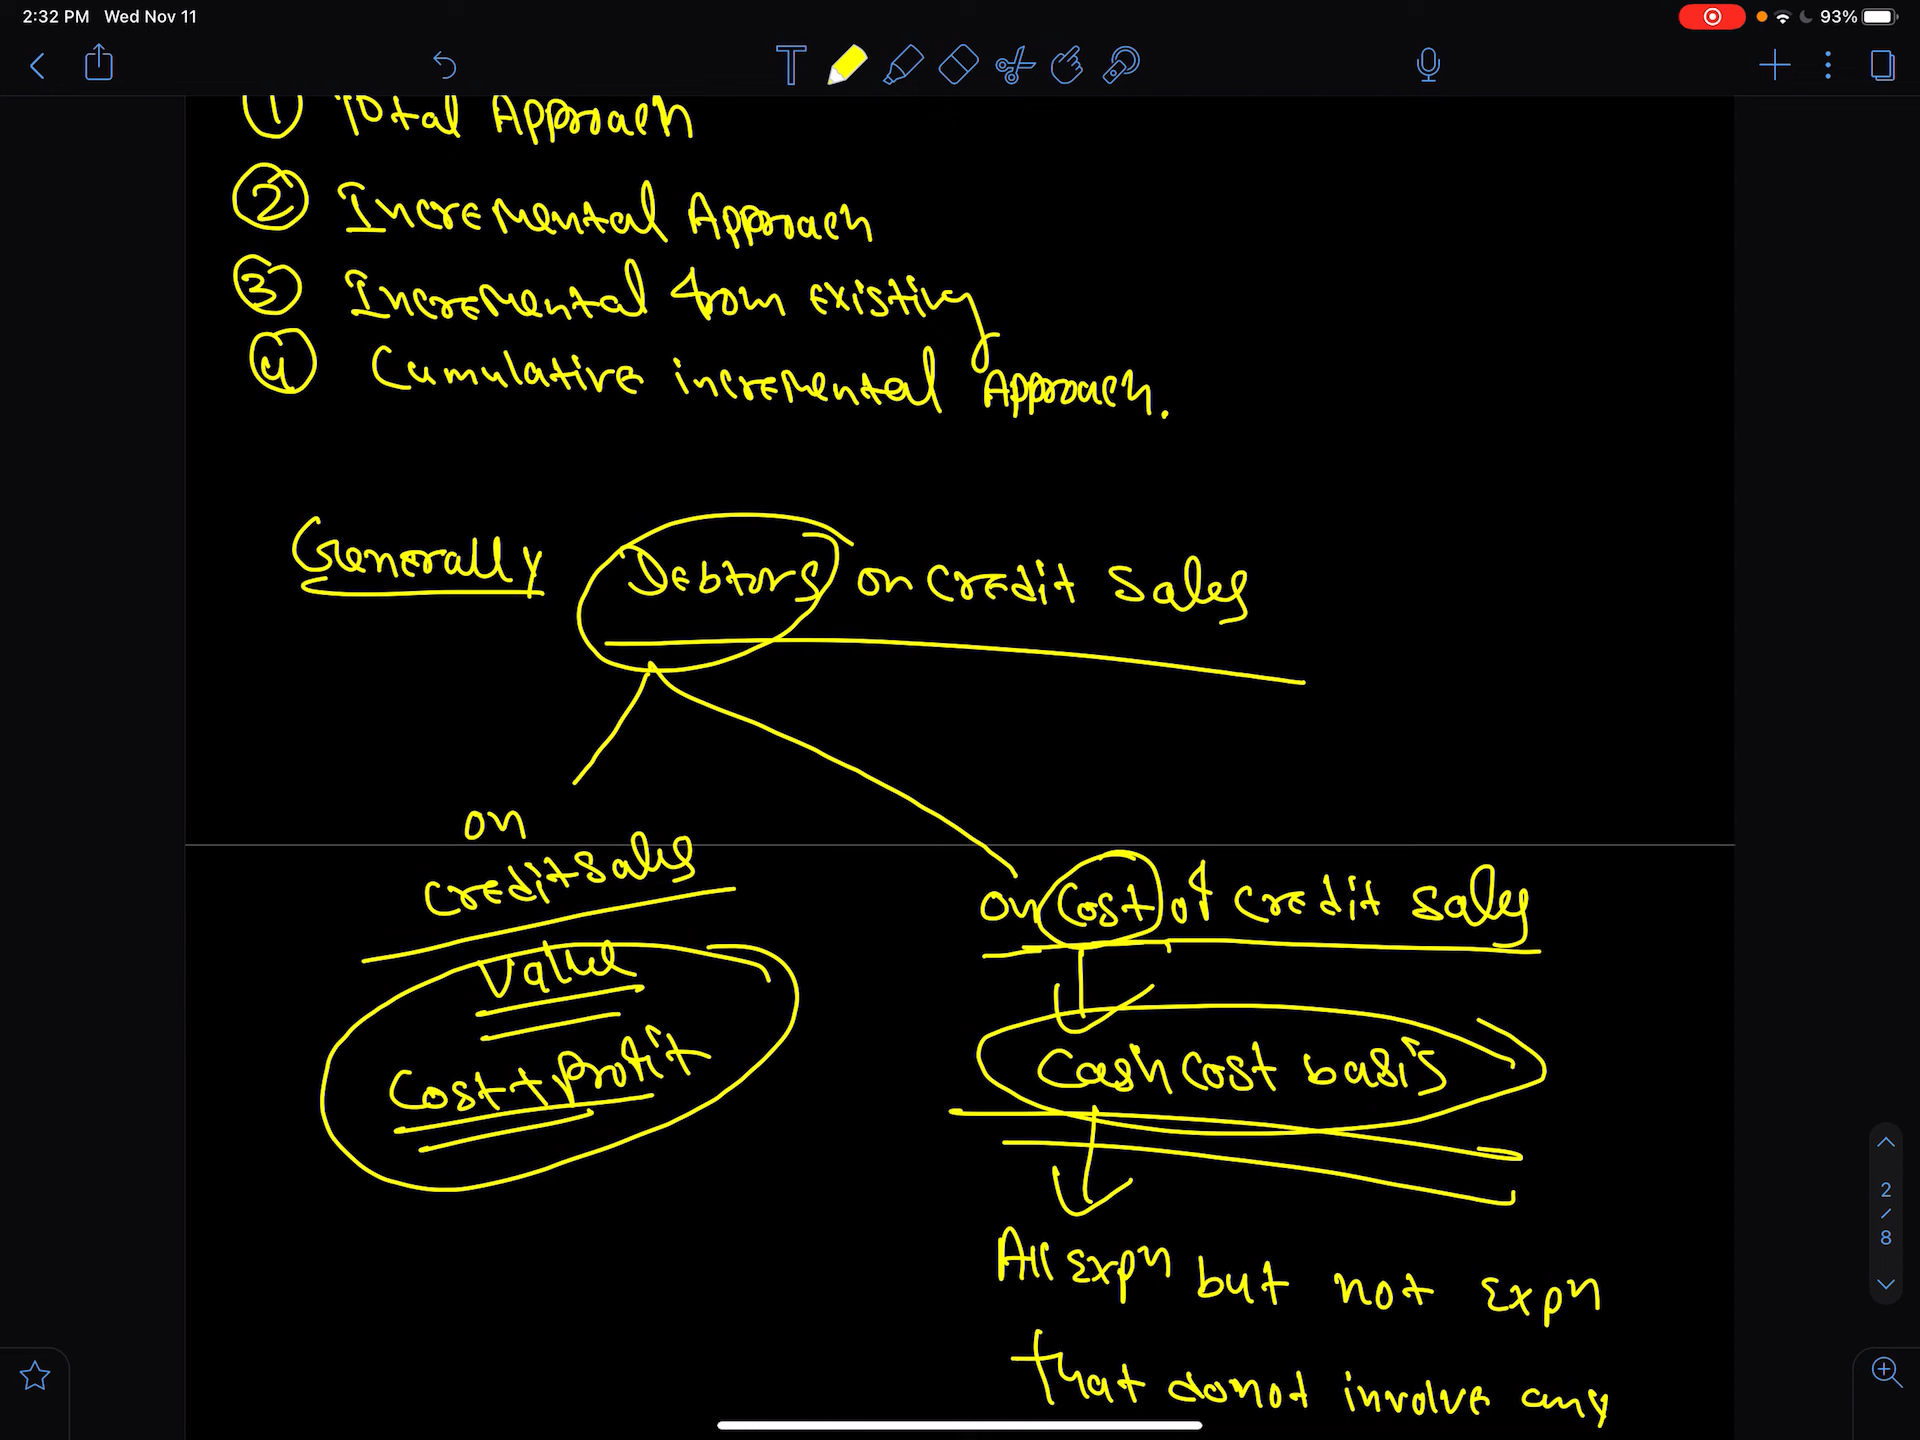 2:32 PM Wed Nov 11
93%
① Total Approach
② Incremental Approach
③ Incremental from existing
④ Cumulative incremental Approach.
Generally Debtors on credit sales
on
credit sales
Value
Cost + Profit
on cost of credit sales
Cash cost basis
All Expn but not Expn
that donot involve any
2
/
8